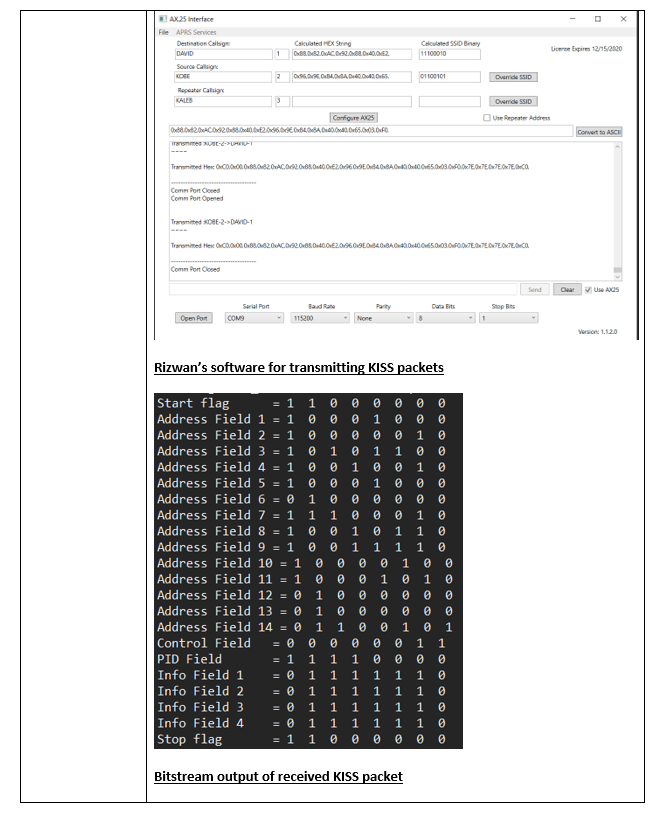 AX.25 Interface
File APRS Services
Destination Callsign: Calculated HEX String Calculated SSID Binary
License Expires 12/15/2020
DAVID 1 0x88,0x82,0xAC,0x92,0x88,0x40,0xE2, 11100010
Source Callsign:
KOBE 2 0x96,0x9E,0x84,0x8A,0x40,0x40,0x65, 01100101 Override SSID
Repeater Callsign:
KALEB 3 Override SSID
Configure AX25 Use Repeater Address
0x88,0x82,0xAC,0x92,0x88,0x40,0xE2,0x96,0x9E,0x84,0x8A,0x40,0x40,0x65,0x03,0xF0, Convert to ASCII
Transmitted :KOBE-2->DAVID-1
----
Transmitted Hex: 0xC0,0x00,0x88,0x82,0xAC,0x92,0x88,0x40,0xE2,0x96,0x9E,0x84,0x8A,0x40,0x40,0x65,0x03,0xF0,0x7E,0x7E,0x7E,0x7E,0xC0,
---------------------
Comm Port Closed
Comm Port Opened
Transmitted :KOBE-2->DAVID-1
----
Transmitted Hex: 0xC0,0x00,0x88,0x82,0xAC,0x92,0x88,0x40,0xE2,0x96,0x9E,0x84,0x8A,0x40,0x40,0x65,0x03,0xF0,0x7E,0x7E,0x7E,0x7E,0xC0,
---------------------
Comm Port Closed
Send Clear Use AX25
Serial Port Baud Rate Parity Data Bits Stop Bits
Open Port COM9 115200 None 8 1
Version: 1.1.2.0
Rizwan's software for transmitting KISS packets
Start flag = 1 1 0 0 0 0 0 0
Address Field 1 = 1 0 0 0 1 0 0 0
Address Field 2 = 1 0 0 0 0 0 1 0
Address Field 3 = 1 0 1 0 1 1 0 0
Address Field 4 = 1 0 0 1 0 0 1 0
Address Field 5 = 1 0 0 0 1 0 0 0
Address Field 6 = 0 1 0 0 0 0 0 0
Address Field 7 = 1 1 1 0 0 0 1 0
Address Field 8 = 1 0 0 1 0 1 1 0
Address Field 9 = 1 0 0 1 1 1 1 0
Address Field 10 = 1 0 0 0 0 1 0 0
Address Field 11 = 1 0 0 0 1 0 1 0
Address Field 12 = 0 1 0 0 0 0 0 0
Address Field 13 = 0 1 0 0 0 0 0 0
Address Field 14 = 0 1 1 0 0 1 0 1
Control Field = 0 0 0 0 0 0 1 1
PID Field = 1 1 1 1 0 0 0 0
Info Field 1 = 0 1 1 1 1 1 1 0
Info Field 2 = 0 1 1 1 1 1 1 0
Info Field 3 = 0 1 1 1 1 1 1 0
Info Field 4 = 0 1 1 1 1 1 1 0
Stop flag = 1 1 0 0 0 0 0 0
Bitstream output of received KISS packet